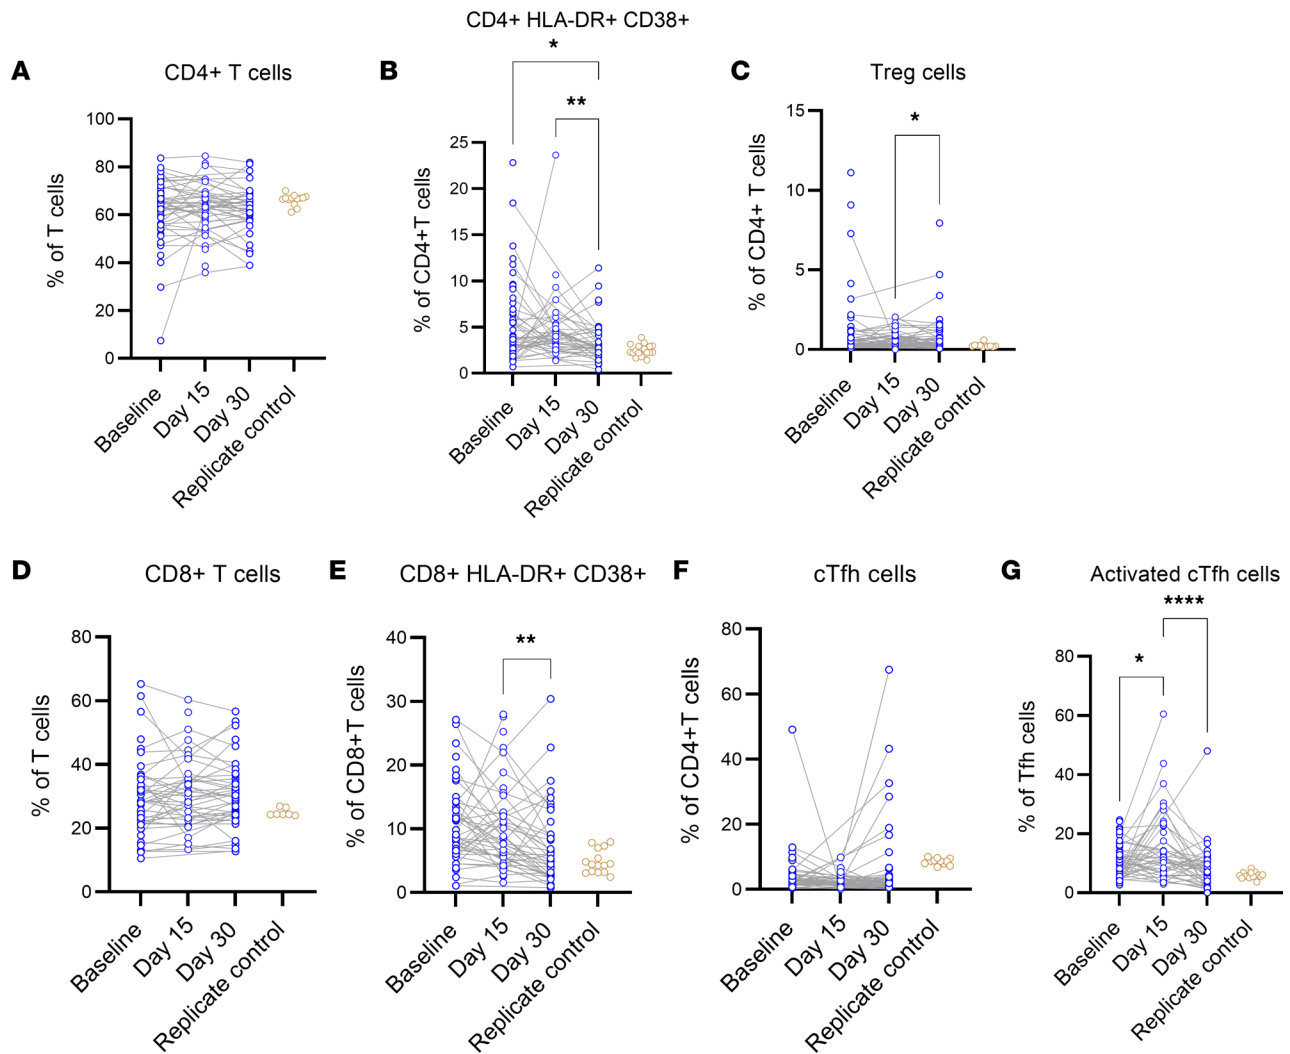 CD4+ HLA-DR+ CD38+
A CD4+ T cells
B * **
C Treg cells *
% of T cells
100
80
60
40
20
0
Baseline
Day 15
Day 30
Replicate control
% of CD4+T cells
25
20
15
10
5
0
Baseline
Day 15
Day 30
Replicate control
% of CD4+ T cells
15
10
5
0
Baseline
Day 15
Day 30
Replicate control
D CD8+ T cells
% of T cells
80
60
40
20
0
Baseline
Day 15
Day 30
Replicate control
E CD8+ HLA-DR+ CD38+
**
% of CD8+T cells
40
30
20
10
0
Baseline
Day 15
Day 30
Replicate control
F cTfh cells
% of CD4+T cells
80
60
40
20
0
Baseline
Day 15
Day 30
Replicate control
G Activated cTfh cells
****
*
% of Tfh cells
80
60
40
20
0
Baseline
Day 15
Day 30
Replicate control